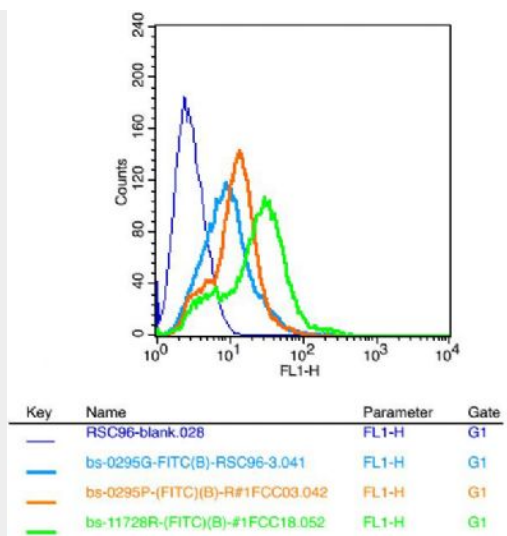 240
200
160
120
80
40
0
Counts
10^0 10^1 10^2 10^3 10^4
FL1-H
Key Name Parameter Gate
RSC96-blank.028 FL1-H G1
bs-0295G-FITC(B)-RSC96-3.041 FL1-H G1
bs-0295P-(FITC)(B)-R#1FCC03.042 FL1-H G1
bs-11728R-(FITC)(B)-#1FCC18.052 FL1-H G1